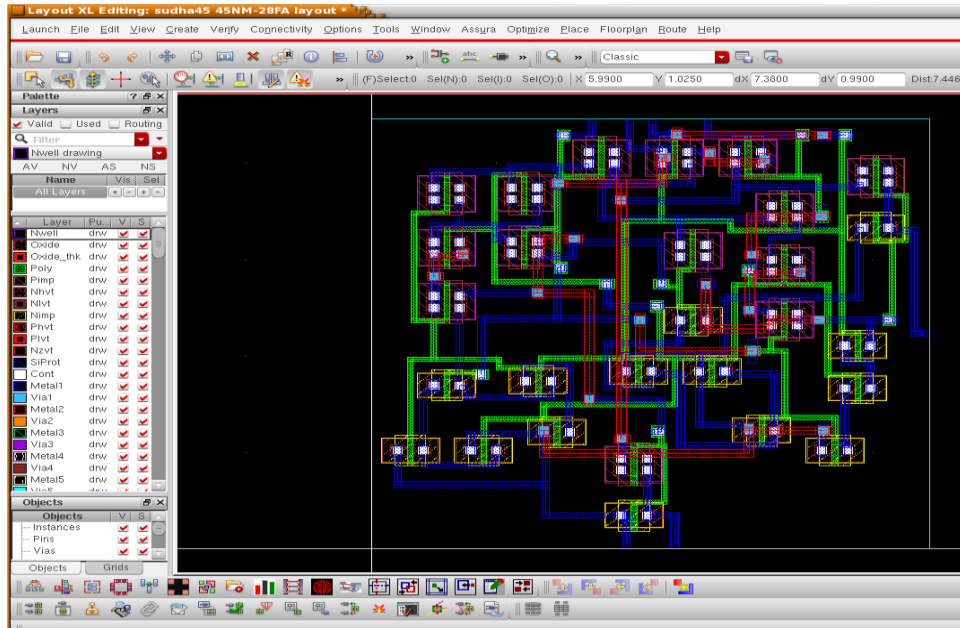 Layout XL Editing: sudha45 45NM-28FA layout *
Launch File Edit View Create Verify Connectivity Options Tools Window Assura Optimize Place Floorplan Route Help
» abc » » Classic
» (F)Select:0 Sel(N):0 Sel(I):0 Sel(O):0 X 5.9900 Y 1.0250 dX 7.3800 dY 0.9900 Dist:7.446
Palette ?
Layers
Valid Used Routing
Filter
Nwell drawing
AV NV AS NS
Name Vis Sel
All Layers + - + -
Layer Pu... V S
Nwell drw
Oxide drw
Oxide_thk drw
Poly drw
Pimp drw
Nhvt drw
Nlvt drw
Nimp drw
Phvt drw
Plvt drw
Nzvt drw
SiProt drw
Cont drw
Metal1 drw
Via1 drw
Metal2 drw
Via2 drw
Metal3 drw
Via3 drw
Metal4 drw
Via4 drw
Metal5 drw
Via5 drw
Objects
Objects V S
Instances
Pins
Vias
Objects Grids